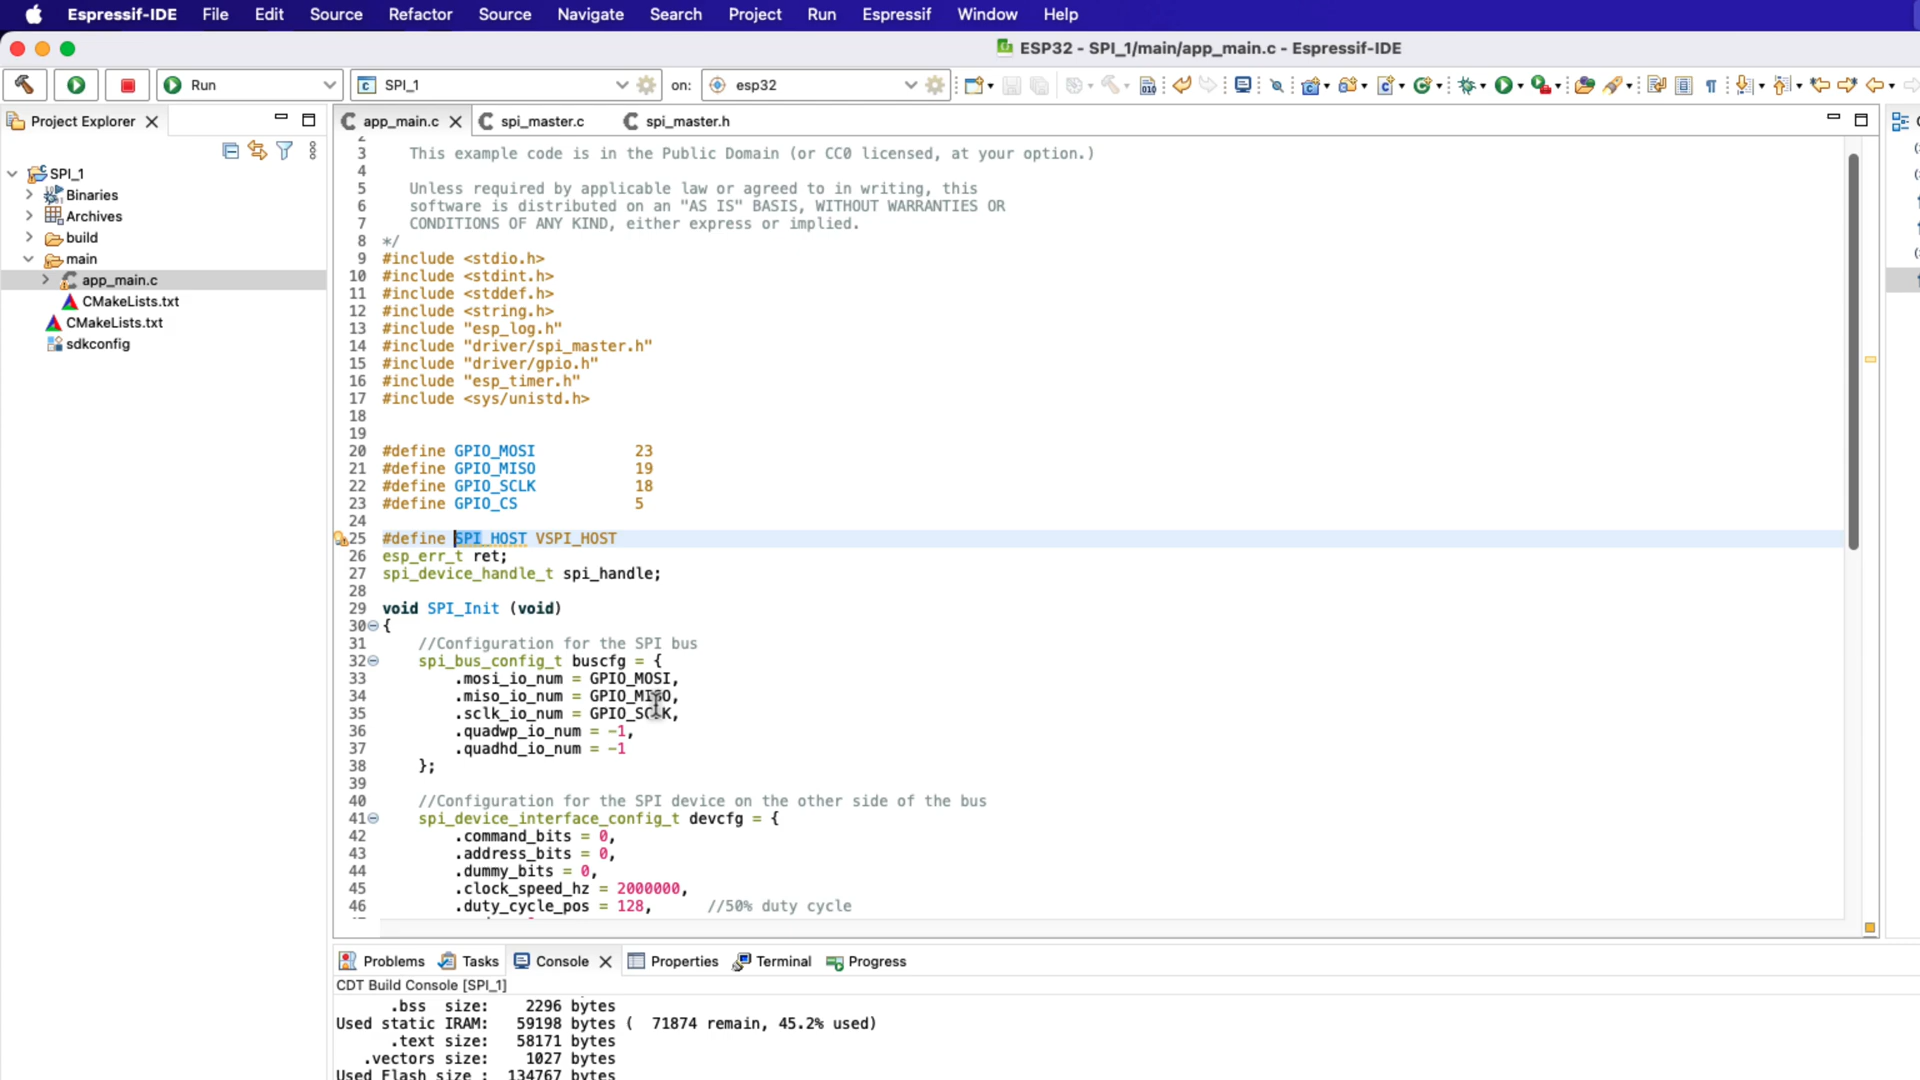 Espressif-IDE File Edit Source Refactor Source Navigate Search Project Run Espressif Window Help
ESP32 - SPI_1/main/app_main.c - Espressif-IDE
Run SPI_1 on: esp32
Project Explorer
SPI_1
Binaries
Archives
build
main
app_main.c
CMakeLists.txt
CMakeLists.txt
sdkconfig
app_main.c spi_master.c spi_master.h
3 This example code is in the Public Domain (or CC0 licensed, at your option.)
4
5 Unless required by applicable law or agreed to in writing, this
6 software is distributed on an "AS IS" BASIS, WITHOUT WARRANTIES OR
7 CONDITIONS OF ANY KIND, either express or implied.
8 */
9 #include <stdio.h>
10 #include <stdint.h>
11 #include <stddef.h>
12 #include <string.h>
13 #include "esp_log.h"
14 #include "driver/spi_master.h"
15 #include "driver/gpio.h"
16 #include "esp_timer.h"
17 #include <sys/unistd.h>
18
19
20 #define GPIO_MOSI 23
21 #define GPIO_MISO 19
22 #define GPIO_SCLK 18
23 #define GPIO_CS 5
24
25 #define SPI_HOST VSPI_HOST
26 esp_err_t ret;
27 spi_device_handle_t spi_handle;
28
29 void SPI_Init (void)
30 {
31 //Configuration for the SPI bus
32 spi_bus_config_t buscfg = {
33 .mosi_io_num = GPIO_MOSI,
34 .miso_io_num = GPIO_MISO,
35 .sclk_io_num = GPIO_SCLK,
36 .quadwp_io_num = -1,
37 .quadhd_io_num = -1
38 };
39
40 //Configuration for the SPI device on the other side of the bus
41 spi_device_interface_config_t devcfg = {
42 .command_bits = 0,
43 .address_bits = 0,
44 .dummy_bits = 0,
45 .clock_speed_hz = 2000000,
46 .duty_cycle_pos = 128, //50% duty cycle
Problems Tasks Console Properties Terminal Progress
CDT Build Console [SPI_1]
.bss size: 2296 bytes
Used static IRAM: 59198 bytes ( 71874 remain, 45.2% used)
.text size: 58171 bytes
.vectors size: 1027 bytes
Used Flash size : 134767 bytes